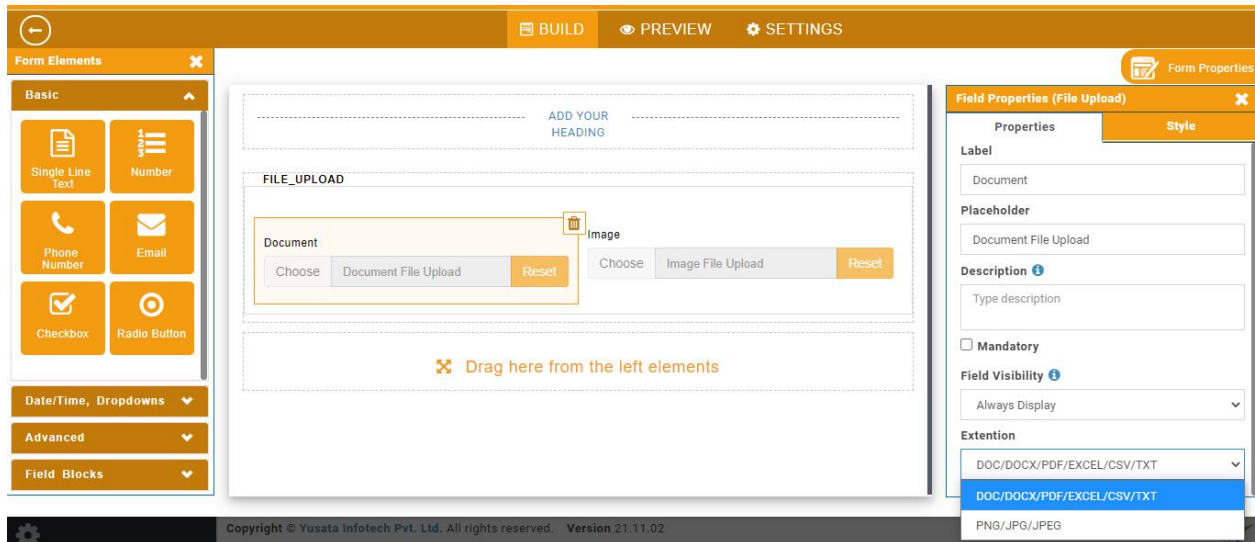 BUILD
PREVIEW
SETTINGS
Form Elements
Form Properties
Basic
Single Line
Text
Number
Phone
Number
Email
Checkbox
Radio Button
Date/Time, Dropdowns
Advanced
Field Blocks
ADD YOUR
HEADING
FILE_UPLOAD
Document
Choose Document File Upload Reset
Image
Choose Image File Upload Reset
Drag here from the left elements
Field Properties (File Upload)
Properties Style
Label
Document
Placeholder
Document File Upload
Description
Type description
Mandatory
Field Visibility
Always Display
Extention
DOC/DOCX/PDF/EXCEL/CSV/TXT
DOC/DOCX/PDF/EXCEL/CSV/TXT
PNG/JPG/JPEG
Copyright © Yusata Infotech Pvt. Ltd. All rights reserved. Version 21.11.02